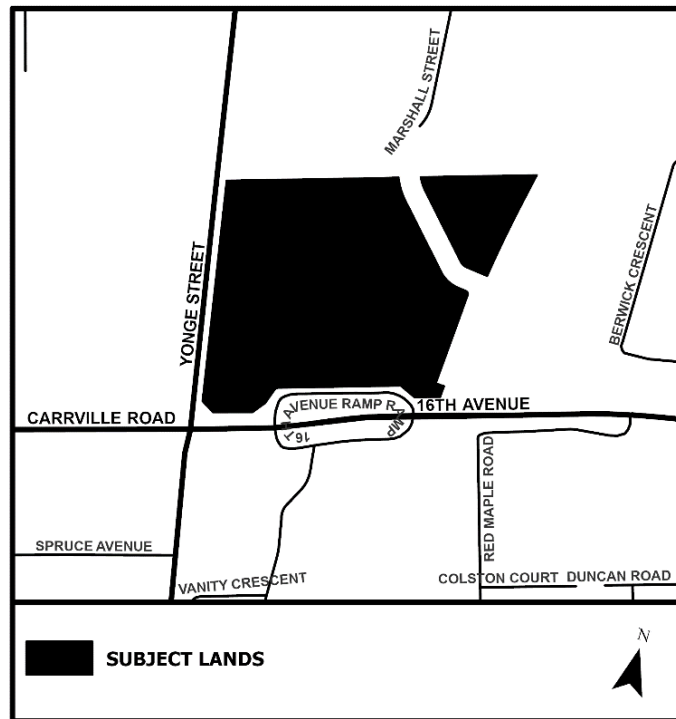 MARSHALL STREET
YONGE STREET
BERWICK CRESCENT
CARRVILLE ROAD
16TH AVENUE RAMP RAMP
16TH AVENUE
RED MAPLE ROAD
SPRUCE AVENUE
VANITY CRESCENT
COLSTON COURT
DUNCAN ROAD
SUBJECT LANDS
N